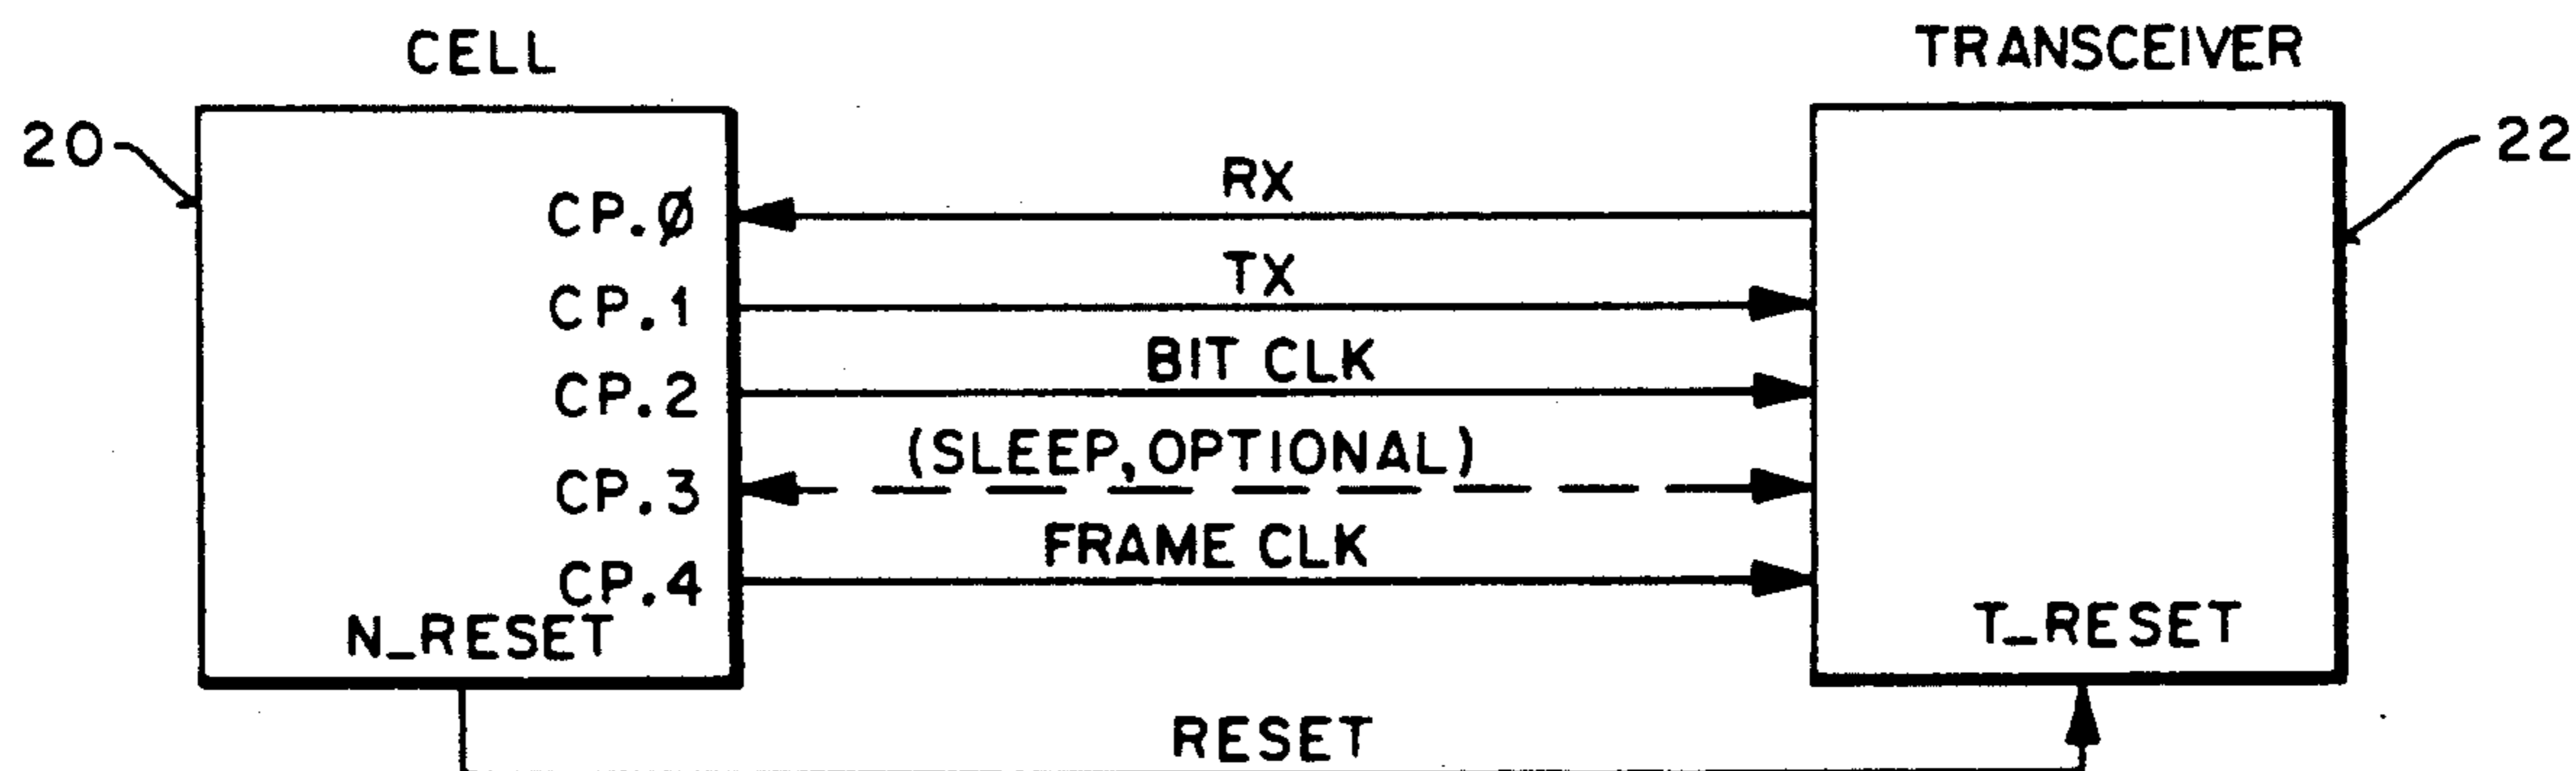 CELL
TRANSCEIVER
20
22
RX
CP.Ø
TX
CP.1
BIT CLK
CP.2
(SLEEP, OPTIONAL)
CP.3
FRAME CLK
CP.4
N_RESET
T_RESET
RESET